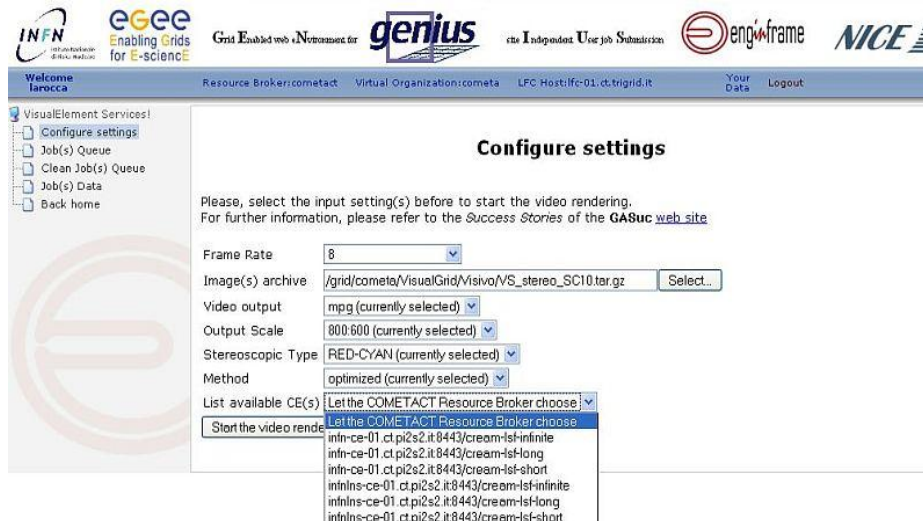 INFN
Istituto Nazionale
di Fisica Nucleare
egee
Enabling Grids
for E-sciencE
Grid Enabled web eNvironment for genius site Independent User job Submission
enginframe
NICE
Welcome
larocca
Resource Broker:cometact Virtual Organization:cometa LFC Host:lfc-01.ct.trigrid.it Your Data Logout
VisualElement Services!
Configure settings
Job(s) Queue
Clean Job(s) Queue
Job(s) Data
Back home
Configure settings
Please, select the input setting(s) before to start the video rendering.
For further information, please refer to the Success Stories of the GASuc web site
Frame Rate 8
Image(s) archive /grid/cometa/VisualGrid/Visivo/VS_stereo_SC10.tar.gz Select...
Video output mpg (currently selected)
Output Scale 800:600 (currently selected)
Stereoscopic Type RED-CYAN (currently selected)
Method optimized (currently selected)
List available CE(s) Let the COMETACT Resource Broker choose
Start the video rende
Let the COMETACT Resource Broker choose
infn-ce-01.ct.pi2s2.it:8443/cream-lsf-infinite
infn-ce-01.ct.pi2s2.it:8443/cream-lsf-long
infn-ce-01.ct.pi2s2.it:8443/cream-lsf-short
infnlns-ce-01.ct.pi2s2.it:8443/cream-lsf-infinite
infnlns-ce-01.ct.pi2s2.it:8443/cream-lsf-long
infnlns-ce-01.ct.pi2s2.it:8443/cream-lsf-short